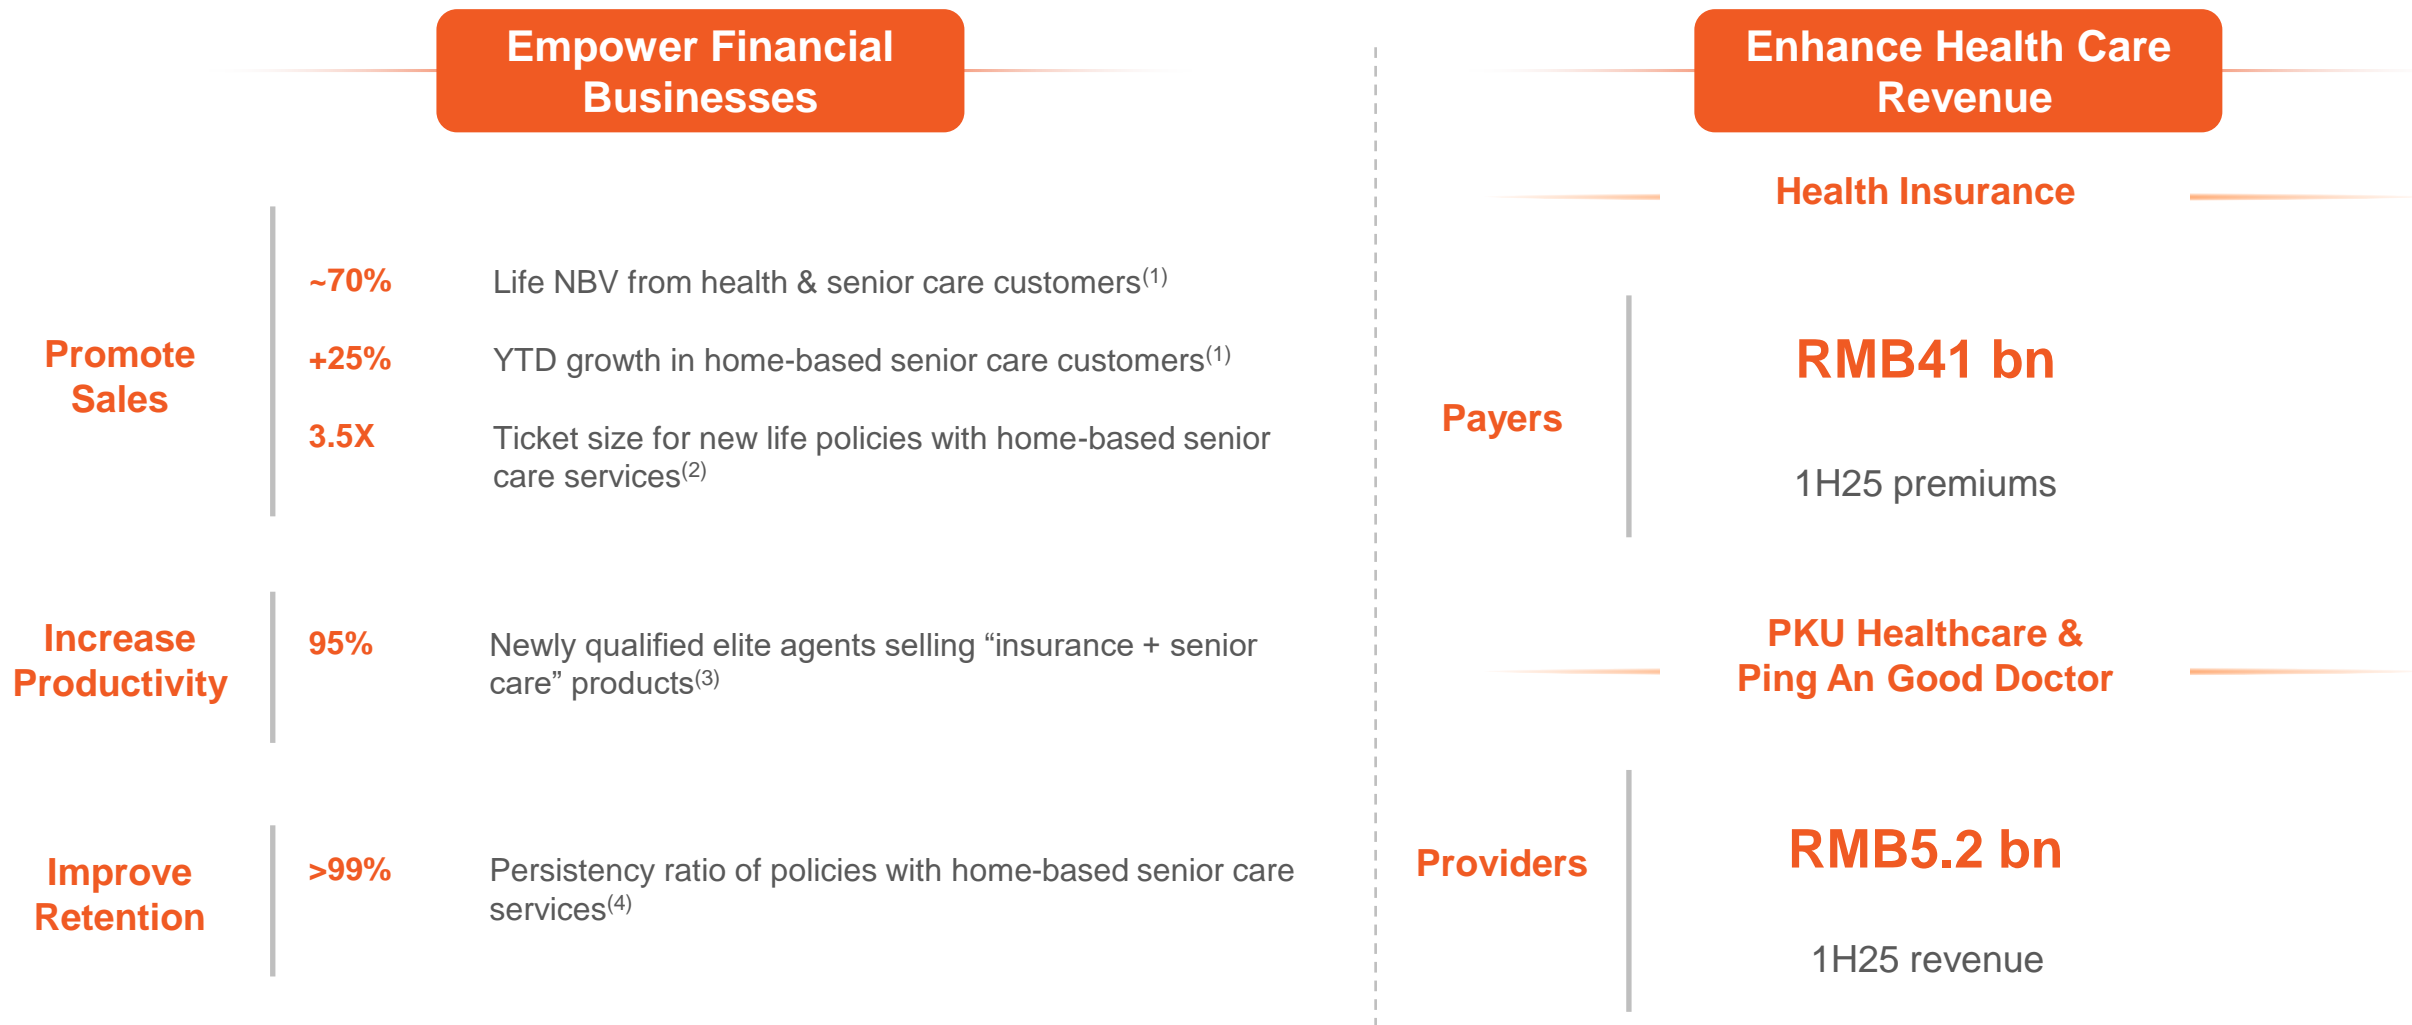 Empower Financial
Businesses
Promote
Sales
~70%
Life NBV from health & senior care customers(1)
+25%
YTD growth in home-based senior care customers(1)
3.5X
Ticket size for new life policies with home-based senior
care services(2)
Increase
Productivity
95%
Newly qualified elite agents selling “insurance + senior
care” products(3)
Improve
Retention
>99%
Persistency ratio of policies with home-based senior care
services(4)
Enhance Health Care
Revenue
Health Insurance
Payers
RMB41 bn
1H25 premiums
PKU Healthcare &
Ping An Good Doctor
Providers
RMB5.2 bn
1H25 revenue